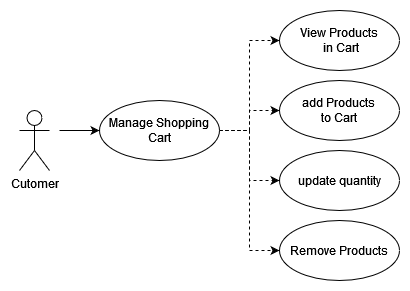 View Products
in Cart
add Products
to Cart
Manage Shopping
Cart
Cutomer
update quantity
Remove Products